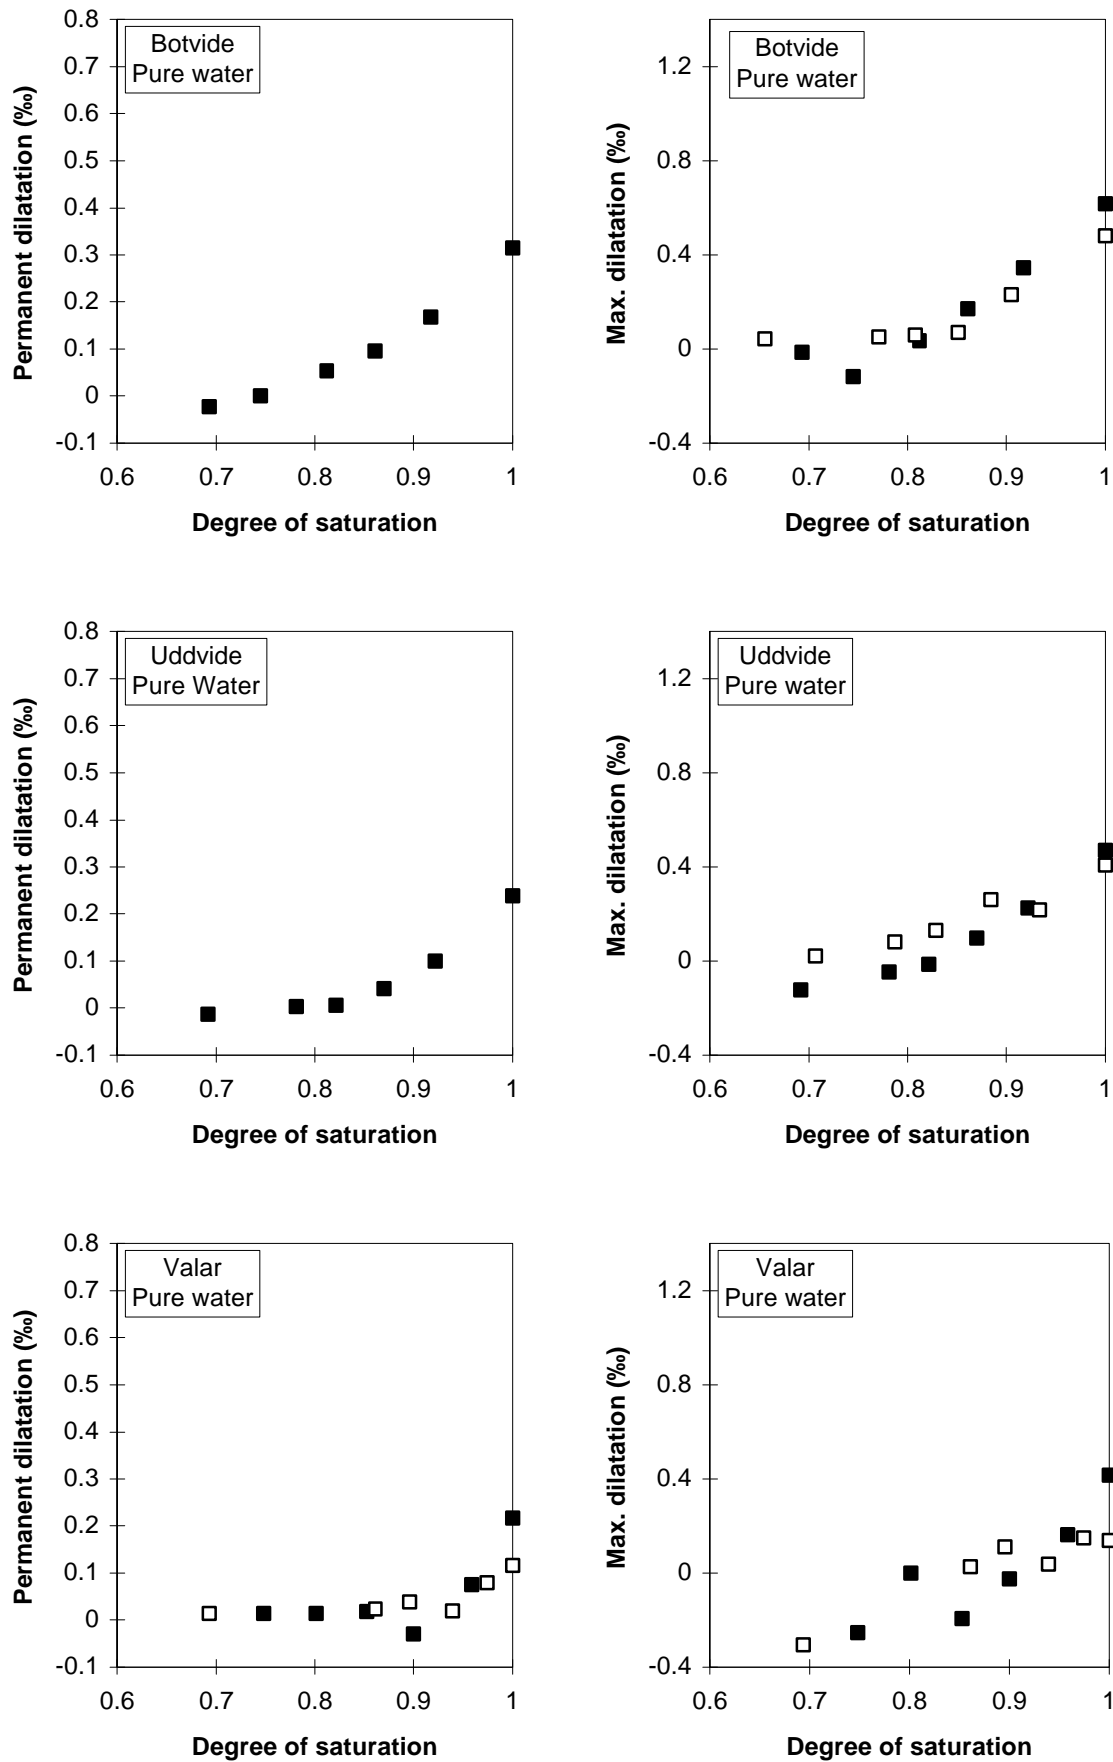 Botvide
Pure water
Permanent dilatation (‰)
0.8
0.7
0.6
0.5
0.4
0.3
0.2
0.1
0
-0.1
0.6 0.7 0.8 0.9 1
Degree of saturation
Botvide
Pure water
Max. dilatation (‰)
1.2
0.8
0.4
0
-0.4
0.6 0.7 0.8 0.9 1
Degree of saturation
Uddvide
Pure Water
Permanent dilatation (‰)
0.8
0.7
0.6
0.5
0.4
0.3
0.2
0.1
0
-0.1
0.6 0.7 0.8 0.9 1
Degree of saturation
Uddvide
Pure water
Max. dilatation (‰)
1.2
0.8
0.4
0
-0.4
0.6 0.7 0.8 0.9 1
Degree of saturation
Valar
Pure water
Permanent dilatation (‰)
0.8
0.7
0.6
0.5
0.4
0.3
0.2
0.1
0
-0.1
0.6 0.7 0.8 0.9 1
Degree of saturation
Valar
Pure water
Max. dilatation (‰)
1.2
0.8
0.4
0
-0.4
0.6 0.7 0.8 0.9 1
Degree of saturation